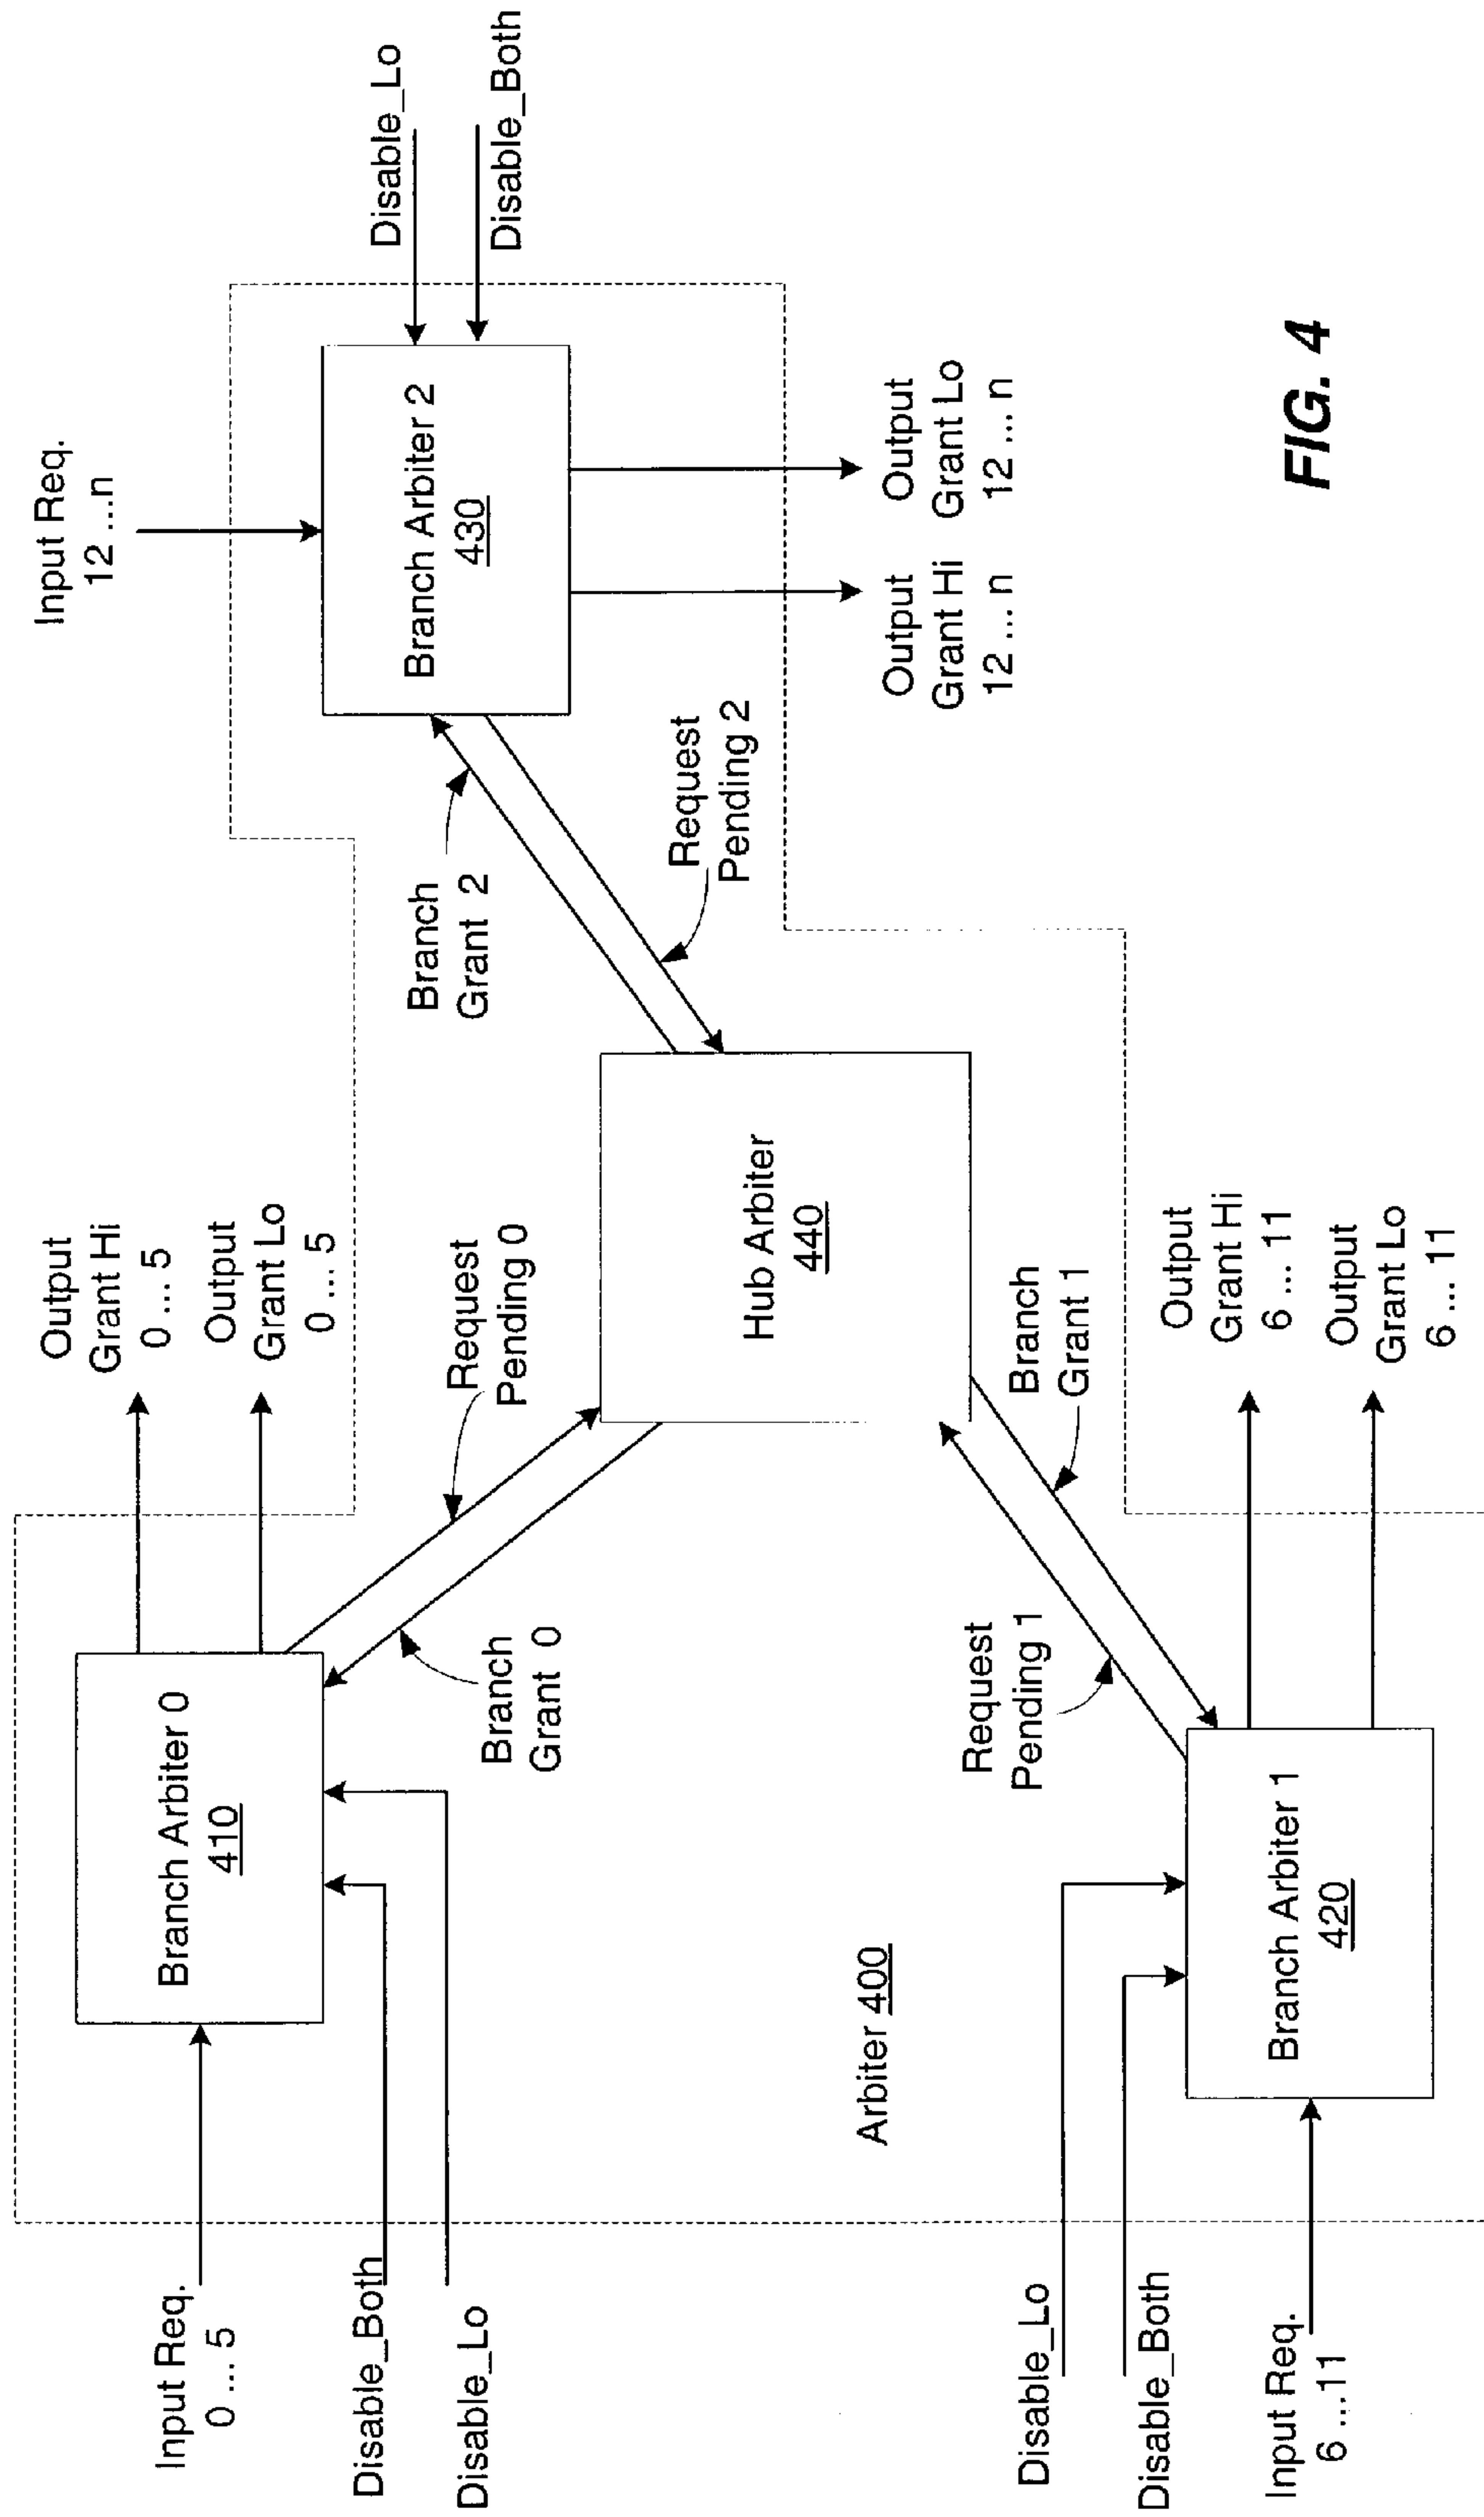 Input Req.
0 ... 5
Disable_Both
Disable_Lo
Branch Arbiter 0
410
Output
Grant Hi
0 ... 5
Output
Grant Lo
0 ... 5
Request
Pending 0
Branch
Grant 0
Input Req.
12 ...n
Branch Arbiter 2
430
Disable_Lo
Disable_Both
Branch
Grant 2
Request
Pending 2
Output
Grant Hi
12 ... n
Output
Grant Lo
12 ... n
Hub Arbiter
440
Arbiter 400
Disable_Lo
Disable_Both
Input Req.
6 ...11
Branch Arbiter 1
420
Request
Pending 1
Branch
Grant 1
Output
Grant Hi
6 ... 11
Output
Grant Lo
6 ... 11
FIG. 4